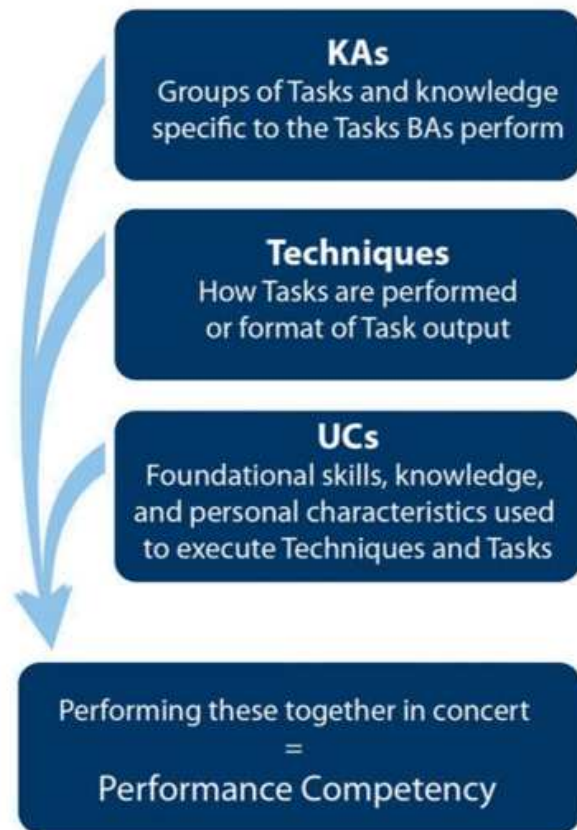 KAs
Groups of Tasks and knowledge
specific to the Tasks BAs perform
Techniques
How Tasks are performed
or format of Task output
UCs
Foundational skills, knowledge,
and personal characteristics used
to execute Techniques and Tasks
Performing these together in concert
=
Performance Competency